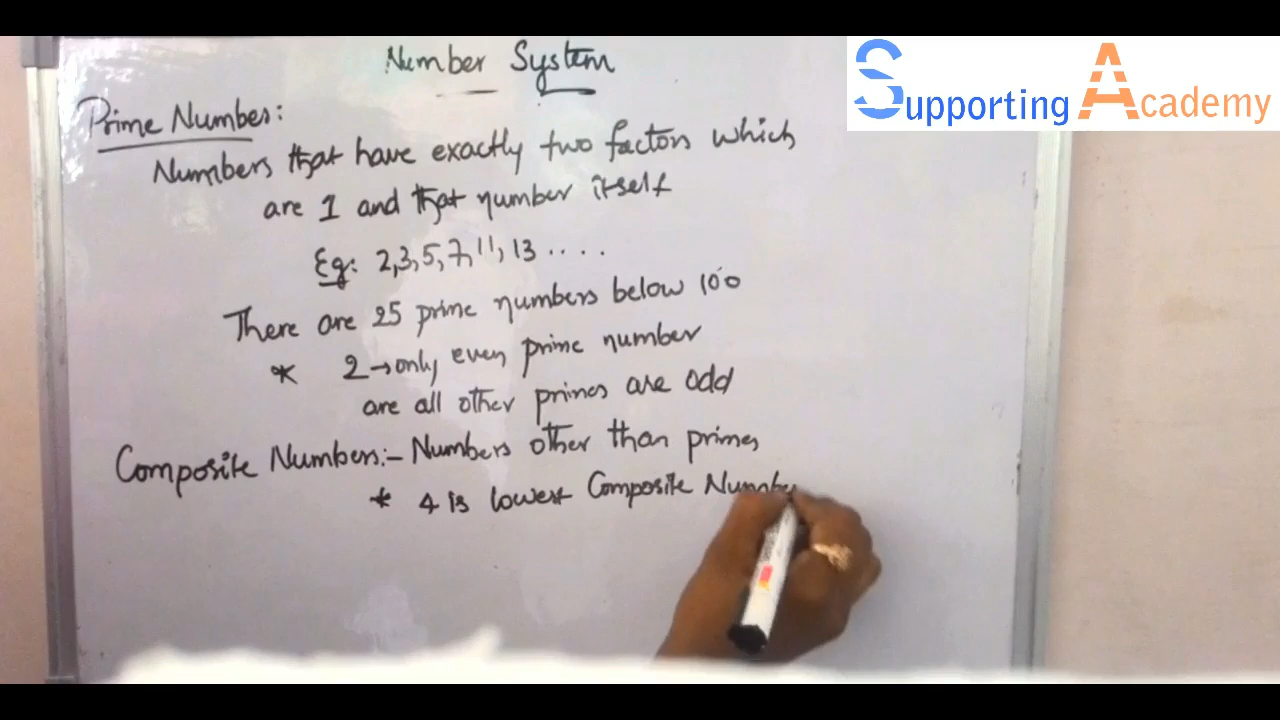 Number System
Supporting Academy
Prime Number:
Numbers that have exactly two factors which
are 1 and that number itself
Eg: 2,3,5,7,11,13 ....
There are 25 prime numbers below 100
* 2→only even prime number
are all other primes are odd
Composite Numbers:- Numbers other than primes
* 4 is lowest Composite Number